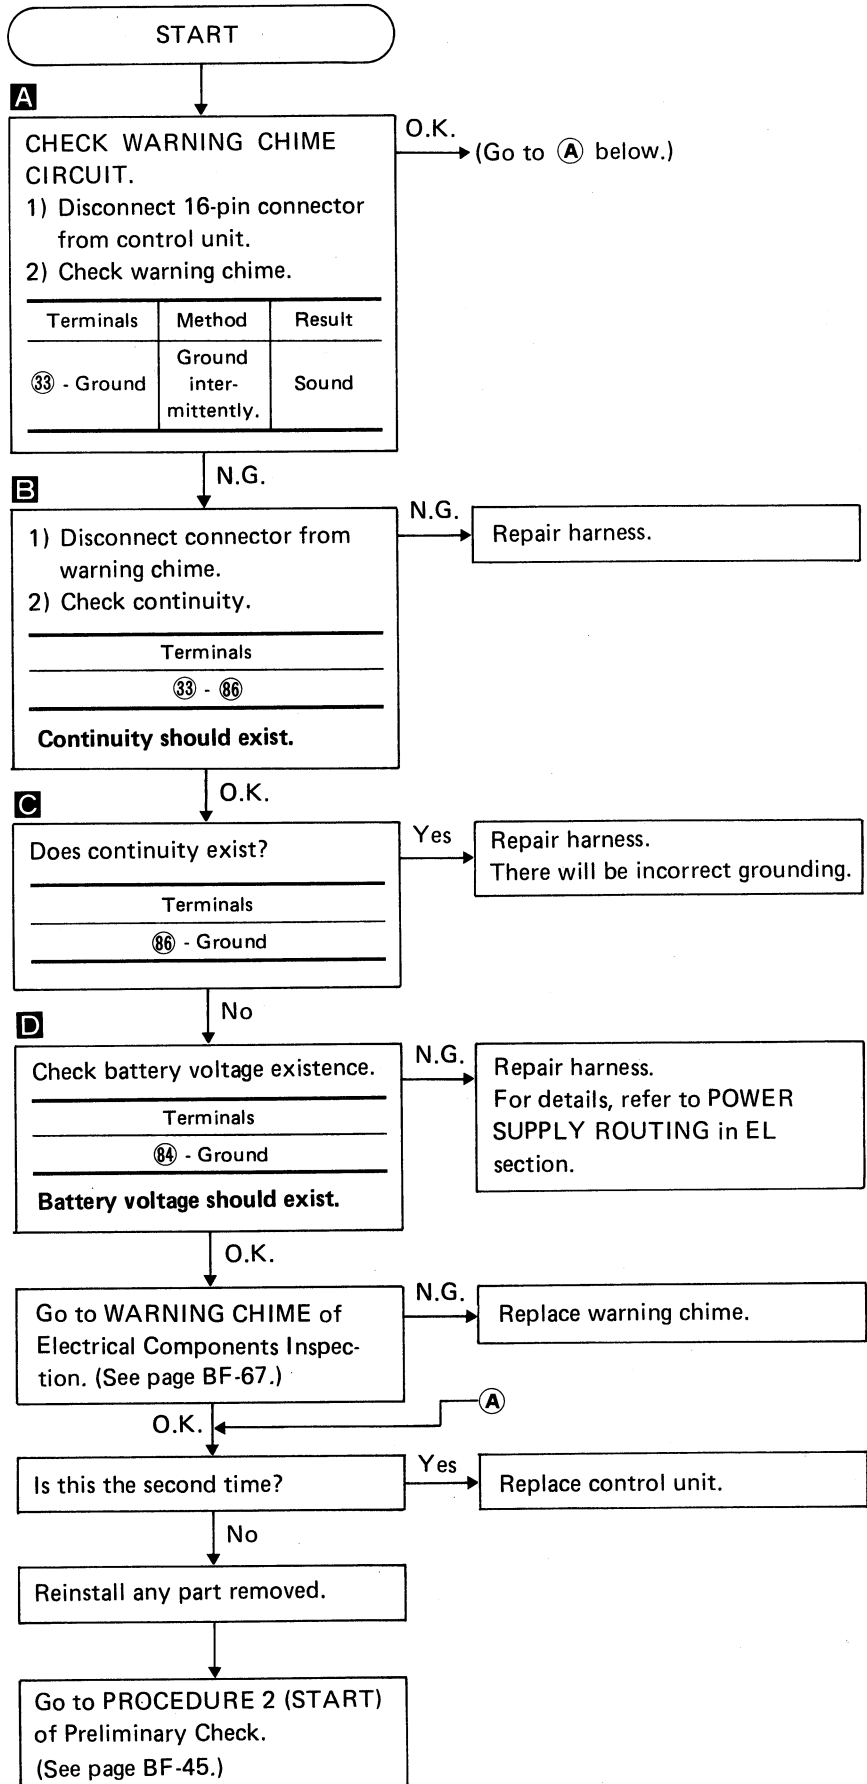 START
A
CHECK WARNING CHIME
CIRCUIT.
1) Disconnect 16-pin connector
from control unit.
2) Check warning chime.
Terminals Method Result
㉝ - Ground
Ground
inter-
mittently.
Sound
O.K.
(Go to Ⓐ below.)
N.G.
B
1) Disconnect connector from
warning chime.
2) Check continuity.
Terminals
33 - 86
Continuity should exist.
N.G.
Repair harness.
O.K.
C
Does continuity exist?
Terminals
86 - Ground
Yes
Repair harness.
There will be incorrect grounding.
No
D
Check battery voltage existence.
Terminals
84 - Ground
Battery voltage should exist.
N.G.
Repair harness.
For details, refer to POWER
SUPPLY ROUTING in EL
section.
O.K.
Go to WARNING CHIME of
Electrical Components Inspec-
tion. (See page BF-67.)
N.G.
Replace warning chime.
O.K.
Ⓐ
Is this the second time?
Yes
Replace control unit.
No
Reinstall any part removed.
Go to PROCEDURE 2 (START)
of Preliminary Check.
(See page BF-45.)